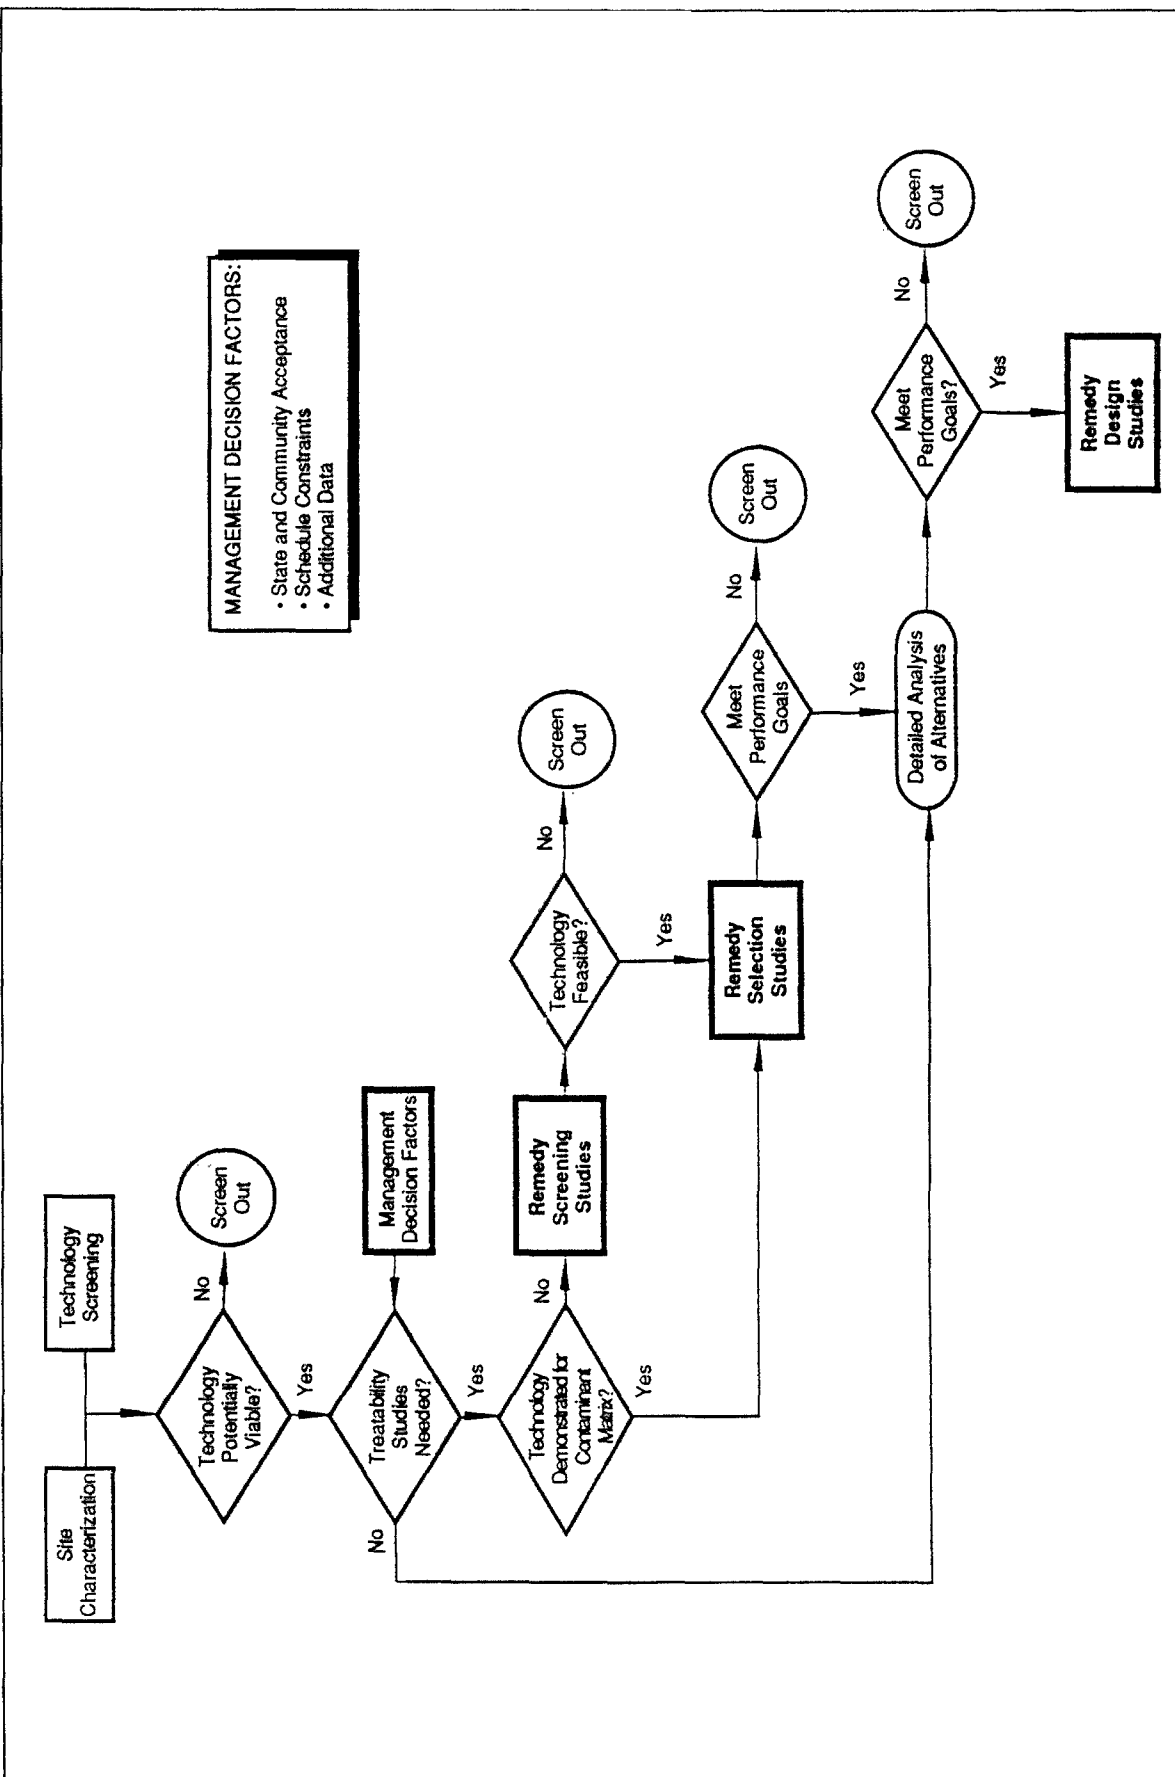 Site
Characterization
Technology
Screening
Technology
Potentially
Viable?
No
Screen
Out
Yes
Treatability
Studies
Needed?
Management
Decision Factors
No
Yes
Technology
Demonstrated for
Contaminant
Matrix?
No
Remedy
Screening
Studies
Yes
Technology
Feasible?
No
Screen
Out
Yes
Remedy
Selection
Studies
Meet
Performance
Goals
No
Screen
Out
Yes
Detailed Analysis
of Alternatives
Meet
Performance
Goals?
No
Screen
Out
Yes
Remedy
Design
Studies
MANAGEMENT DECISION FACTORS:
• State and Community Acceptance
• Schedule Constraints
• Additional Data